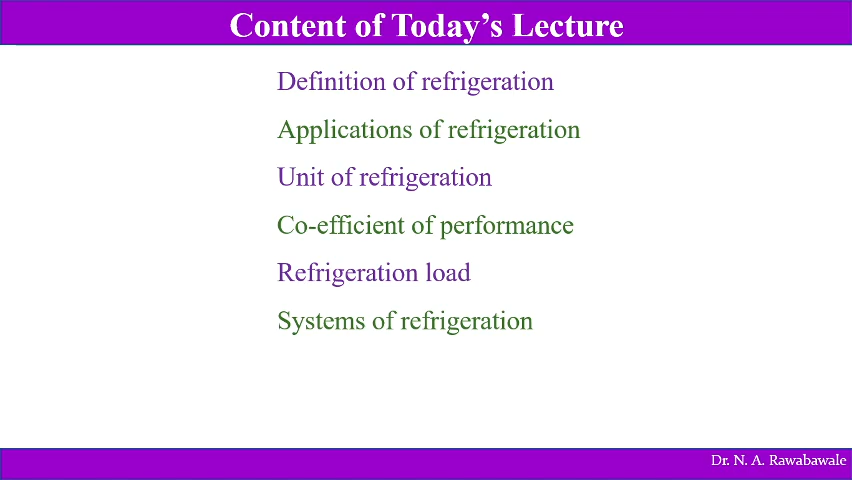 Content of Today's Lecture
Definition of refrigeration
Applications of refrigeration
Unit of refrigeration
Co-efficient of performance
Refrigeration load
Systems of refrigeration
Dr. N. A. Rawabawale